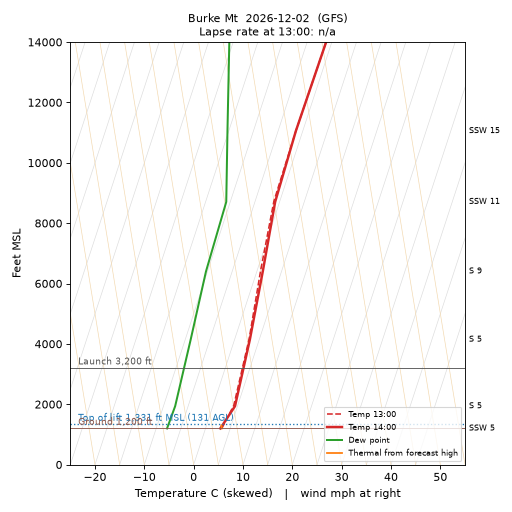 Burke Mt  2026-12-02  (GFS)
Lapse rate at 13:00: n/a
14000
12000
10000
8000
6000
4000
2000
0
Feet MSL
SSW 15
SSW 11
S 9
S 5
S 5
SSW 5
Launch 3,200 ft
Top of lift 1,331 ft MSL (131 AGL)
Ground 1,200 ft
Temp 13:00
Temp 14:00
Dew point
Thermal from forecast high
−20
−10
0
10
20
30
40
50
Temperature C (skewed)   |   wind mph at right